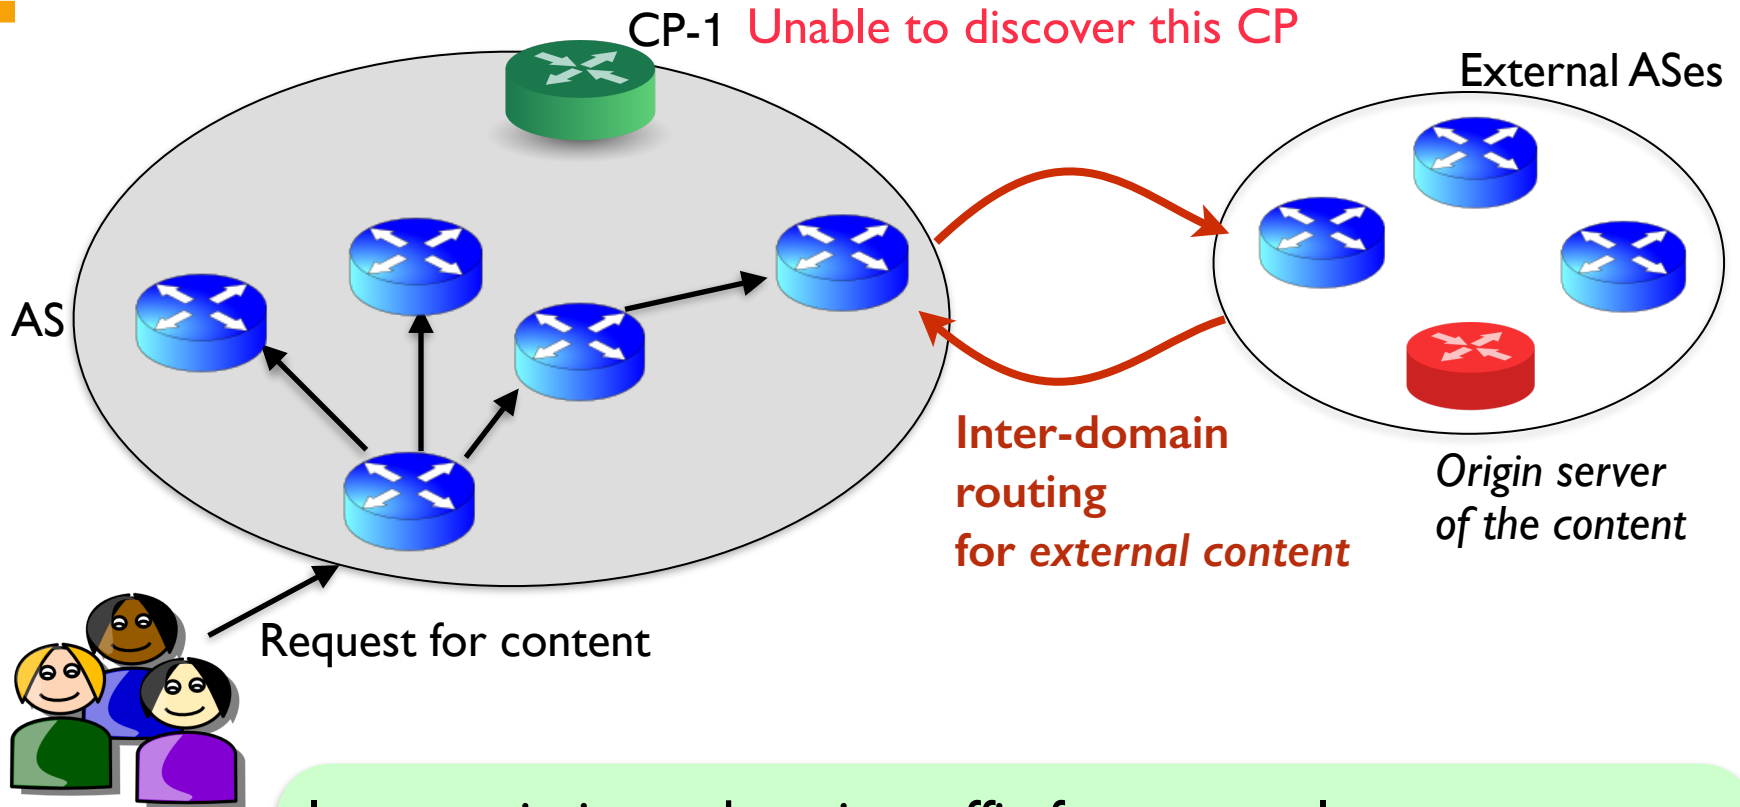 CP-1 Unable to discover this CP
External ASes
AS
Inter-domain
routing
for external content
Origin server
of the content
Request for content